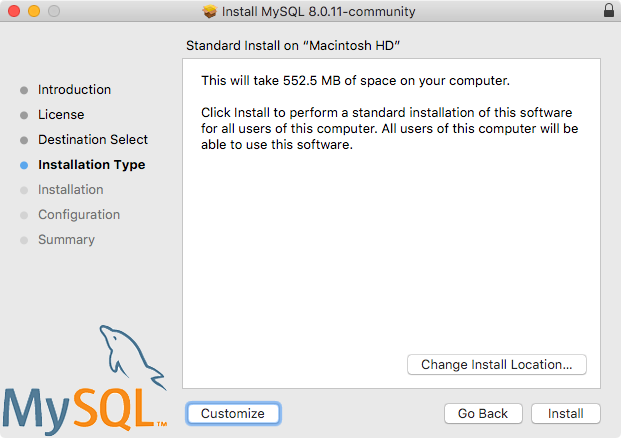 Install MySQL 8.0.11-community
Standard Install on “Macintosh HD”
Introduction
License
Destination Select
Installation Type
Installation
Configuration
Summary
This will take 552.5 MB of space on your computer.
Click Install to perform a standard installation of this software
for all users of this computer. All users of this computer will be
able to use this software.
Change Install Location...
MySQL™
Customize
Go Back
Install